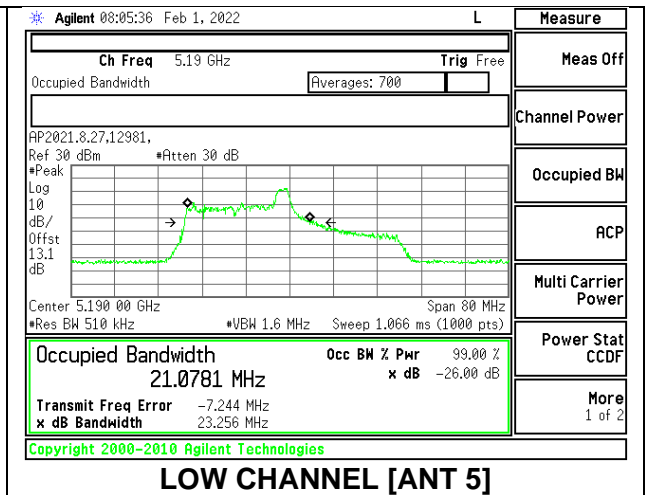 Agilent 08:05:36 Feb 1, 2022 L Measure
Ch Freq 5.19 GHz Trig Free
Occupied Bandwidth Averages: 700
Meas Off
Channel Power
Occupied BW
ACP
Multi Carrier
Power
Power Stat
CCDF
More
1 of 2
AP2021.8.27,12981,
Ref 30 dBm #Atten 30 dB
#Peak
Log
10
dB/
Offst
13.1
dB
Center 5.190 00 GHz Span 80 MHz
#Res BW 510 kHz #VBW 1.6 MHz Sweep 1.066 ms (1000 pts)
Occupied Bandwidth Occ BW % Pwr 99.00 %
21.0781 MHz x dB -26.00 dB
Transmit Freq Error -7.244 MHz
x dB Bandwidth 23.256 MHz
Copyright 2000-2010 Agilent Technologies
LOW CHANNEL [ANT 5]